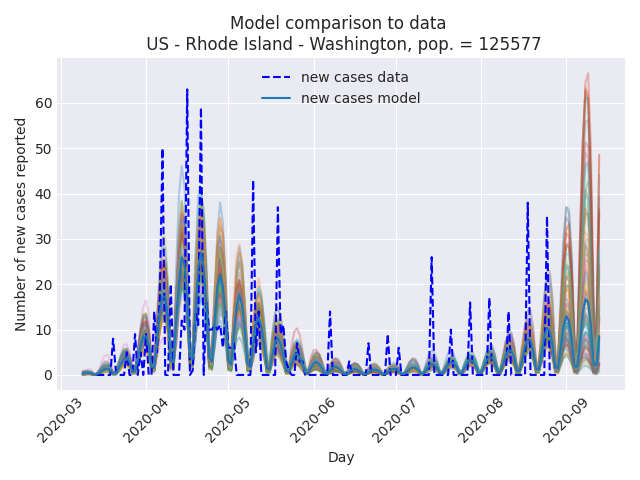 Model comparison to data
US - Rhode Island - Washington, pop. = 125577
new cases data
new cases model
Number of new cases reported
60
50
40
30
20
10
0
2020-03
2020-04
2020-05
2020-06
2020-07
2020-08
2020-09
Day